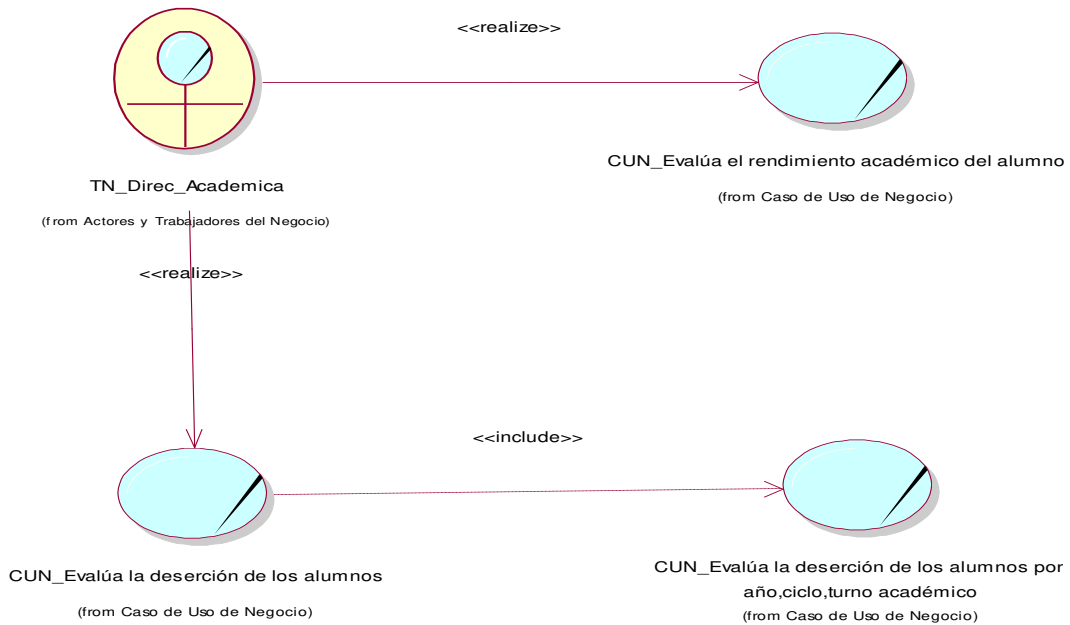 <<realize>>
CUN_Evalúa el rendimiento académico del alumno
(from Caso de Uso de Negocio)
TN_Direc_Academica
(from Actores y Trabajadores del Negocio)
<<realize>>
<<include>>
CUN_Evalúa la deserción de los alumnos
(from Caso de Uso de Negocio)
CUN_Evalúa la deserción de los alumnos por
año,ciclo,turno académico
(from Caso de Uso de Negocio)